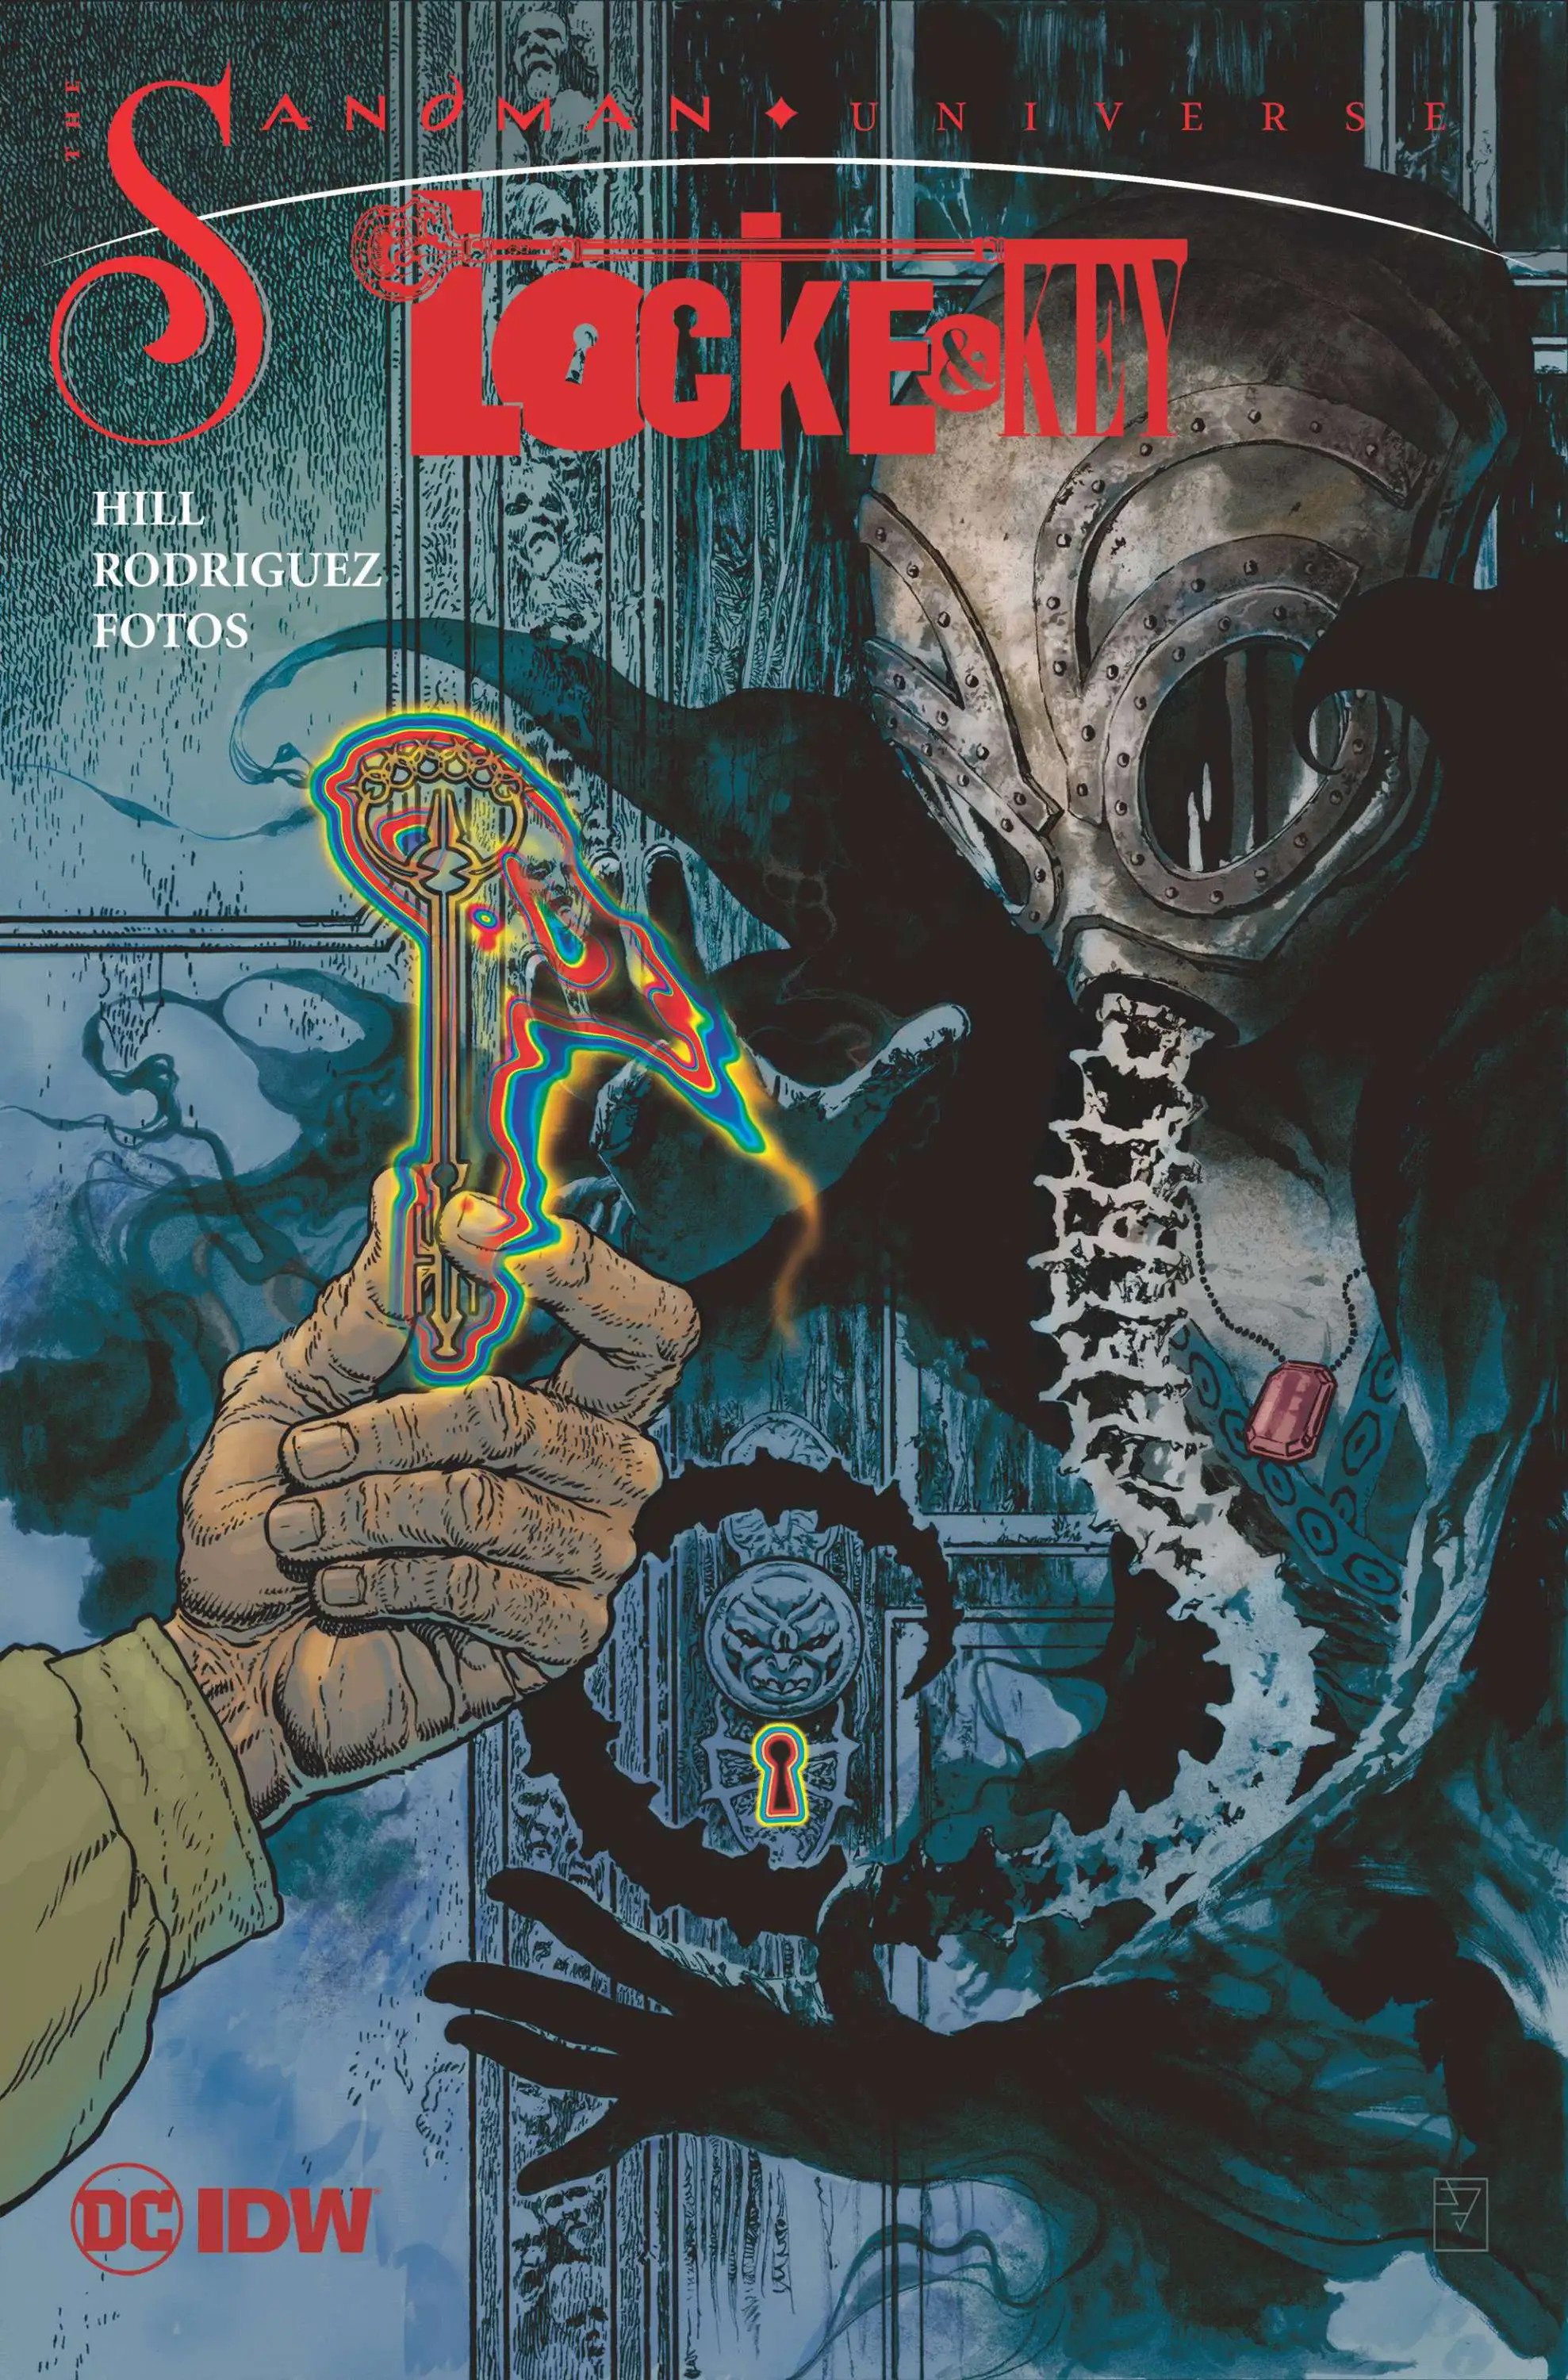 THE SANDMAN ♦ UNIVERSE
LOCKE & KEY
HILL
RODRIGUEZ
FOTOS
DC IDW